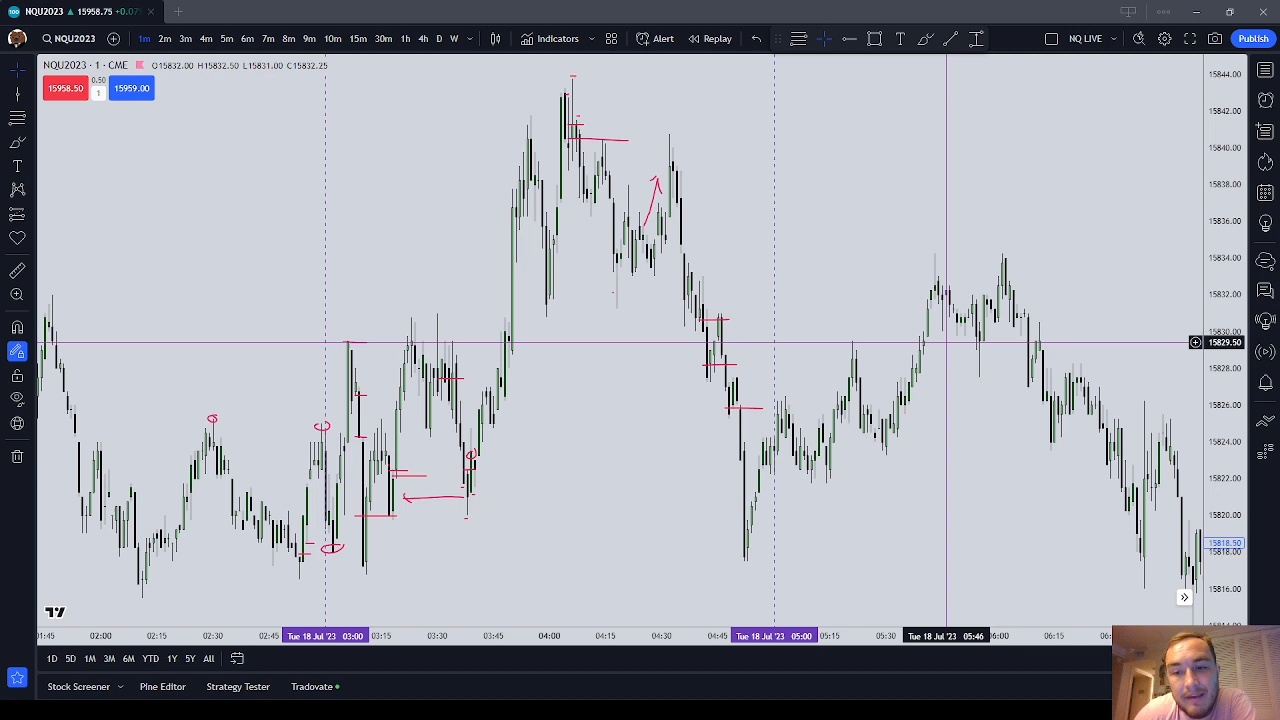 NQU2023 ▲ 15958.75 +0.07
NQU2023 1m 2m 3m 4m 5m 6m 7m 8m 9m 10m 15m 30m 1h 4h D W Indicators Alert Replay NQ LIVE Publish
NQU2023 · 1 · CME O15832.00 H15832.50 L15831.00 C15832.25
15958.50 0.50 1 15959.00
15844.00
15842.00
15840.00
15838.00
15836.00
15834.00
15832.00
15830.00
15829.50
15828.00
15826.00
15824.00
15822.00
15820.00
15818.50
15818.00
15816.00
1:45 02:00 02:15 02:30 02:45 Tue 18 Jul '23 03:00 03:15 03:30 03:45 04:00 04:15 04:30 04:45 Tue 18 Jul '23 05:00 05:15 05:30 Tue 18 Jul '23 05:46 06:00 06:15
1D 5D 1M 3M 6M YTD 1Y 5Y All
Stock Screener Pine Editor Strategy Tester Tradovate